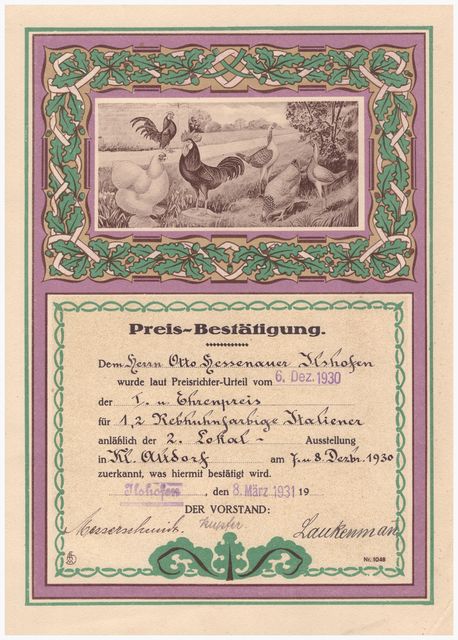 Preis-Bestätigung.
Dem Herrn Otto Hessenauer Ilshofen
wurde laut Preisrichter-Urteil vom 6. Dez. 1930
der I. u Ehrenpreis
für 1,2 Rebhuhnfarbige Italiener
anläßlich der 2. Lokal - Ausstellung
in Kl. Altdorf am 7. u 8. Dezbr. 1930
zuerkannt, was hiermit bestätigt wird.
Ilshofen, den 8. März 1931 19
DER VORSTAND:
Messerschmidt. Laukenman
Nr. 1048